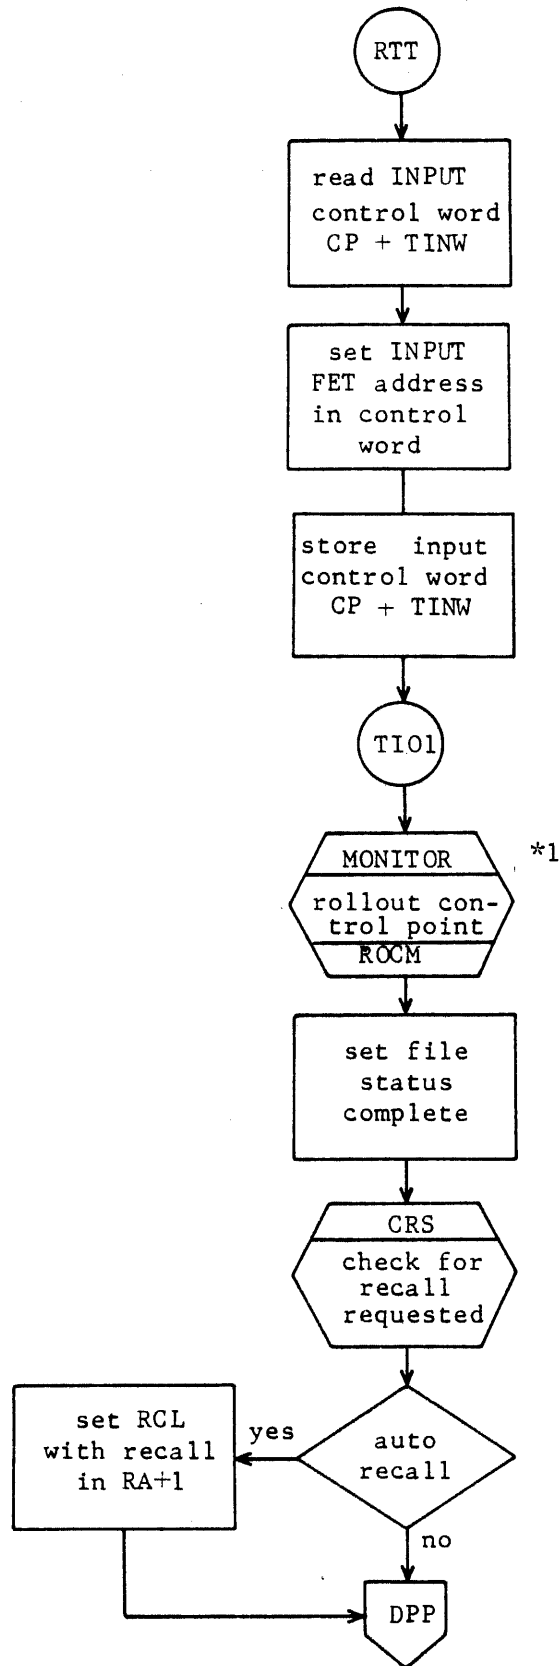 RTT
read INPUT
control word
CP + TINW
set INPUT
FET address
in control
word
store input
control word
CP + TINW
TIO1
MONITOR
*1
rollout con-
trol point
ROCM
set file
status
complete
CRS
check for
recall
requested
auto
recall
yes
set RCL
with recall
in RA+1
no
DPP